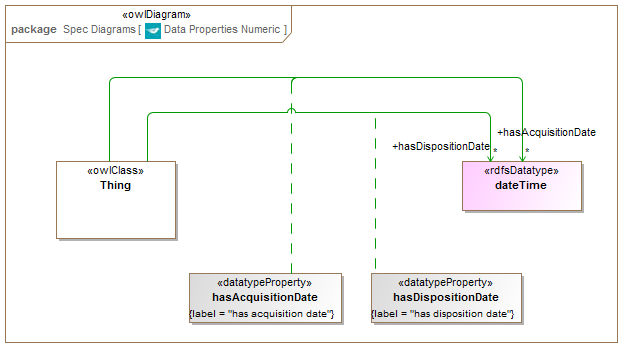 «owlDiagram»
package Spec Diagrams [ Data Properties Numeric ]
+hasAcquisitionDate
+hasDispositionDate
* *
«owlClass»
Thing
«rdfsDatatype»
dateTime
«datatypeProperty»
hasAcquisitionDate
{label = "has acquisition date"}
«datatypeProperty»
hasDispositionDate
{label = "has disposition date"}